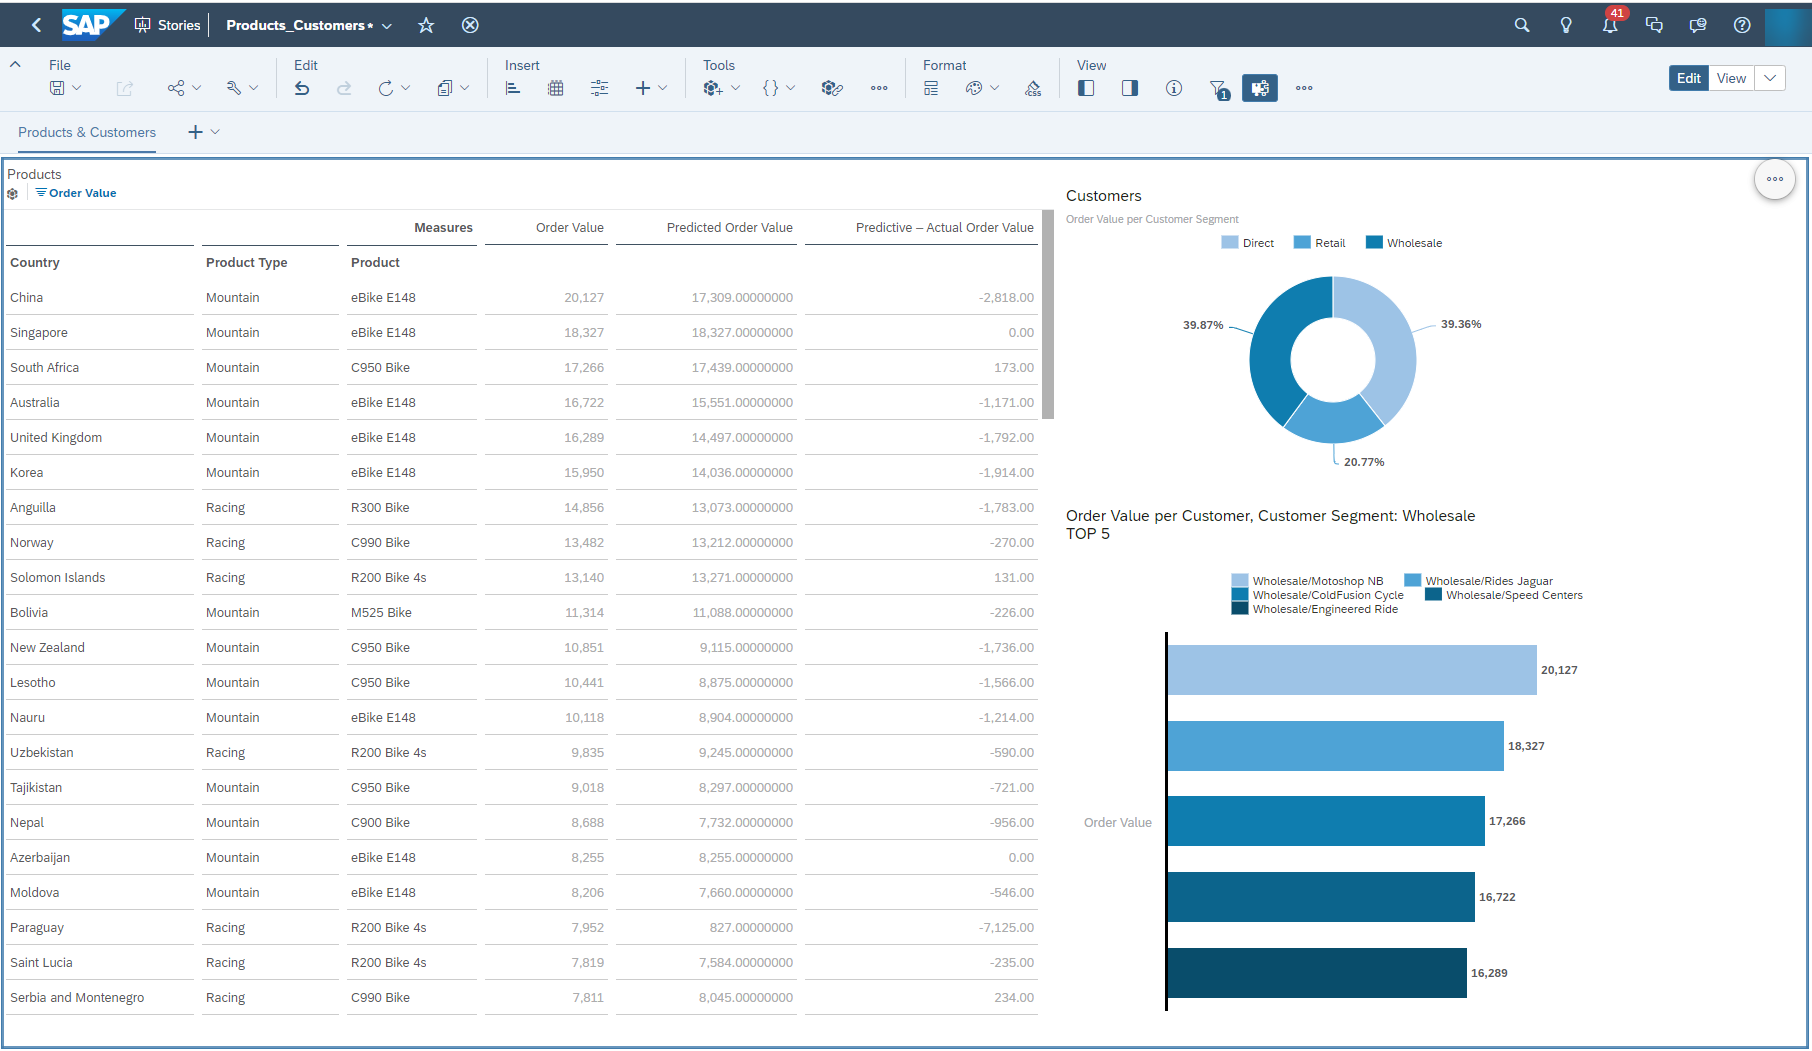 SAP Stories Products_Customers* 41
File Edit Insert Tools Format View
CSS 1 Edit View
Products & Customers
Products
Order Value
Measures Order Value Predicted Order Value Predictive – Actual Order Value
Country Product Type Product
China Mountain eBike E148 20,127 17,309.00000000 -2,818.00
Singapore Mountain eBike E148 18,327 18,327.00000000 0.00
South Africa Mountain C950 Bike 17,266 17,439.00000000 173.00
Australia Mountain eBike E148 16,722 15,551.00000000 -1,171.00
United Kingdom Mountain eBike E148 16,289 14,497.00000000 -1,792.00
Korea Mountain eBike E148 15,950 14,036.00000000 -1,914.00
Anguilla Racing R300 Bike 14,856 13,073.00000000 -1,783.00
Norway Racing C990 Bike 13,482 13,212.00000000 -270.00
Solomon Islands Racing R200 Bike 4s 13,140 13,271.00000000 131.00
Bolivia Mountain M525 Bike 11,314 11,088.00000000 -226.00
New Zealand Mountain C950 Bike 10,851 9,115.00000000 -1,736.00
Lesotho Mountain C950 Bike 10,441 8,875.00000000 -1,566.00
Nauru Mountain eBike E148 10,118 8,904.00000000 -1,214.00
Uzbekistan Racing R200 Bike 4s 9,835 9,245.00000000 -590.00
Tajikistan Mountain C950 Bike 9,018 8,297.00000000 -721.00
Nepal Mountain C900 Bike 8,688 7,732.00000000 -956.00
Azerbaijan Mountain eBike E148 8,255 8,255.00000000 0.00
Moldova Mountain eBike E148 8,206 7,660.00000000 -546.00
Paraguay Racing R200 Bike 4s 7,952 827.00000000 -7,125.00
Saint Lucia Racing R200 Bike 4s 7,819 7,584.00000000 -235.00
Serbia and Montenegro Racing C990 Bike 7,811 8,045.00000000 234.00
Customers
Order Value per Customer Segment
Direct Retail Wholesale
39.87% 39.36%
20.77%
Order Value per Customer, Customer Segment: Wholesale
TOP 5
Wholesale/Motoshop NB Wholesale/Rides Jaguar
Wholesale/ColdFusion Cycle Wholesale/Speed Centers
Wholesale/Engineered Ride
20,127
18,327
Order Value 17,266
16,722
16,289